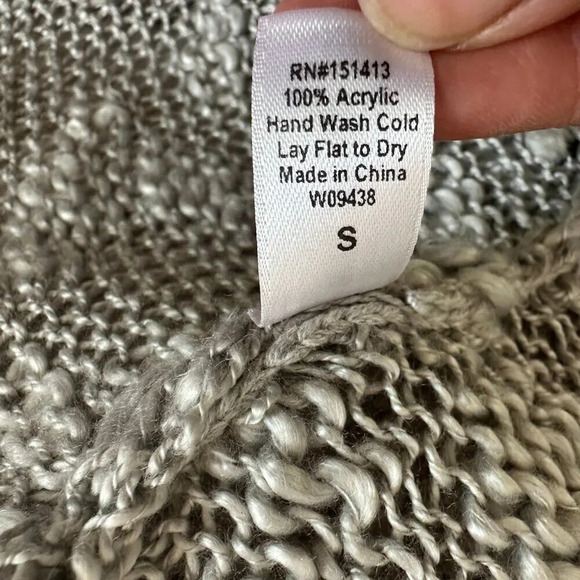 RN#151413
100% Acrylic
Hand Wash Cold
Lay Flat to Dry
Made in China
W09438
S